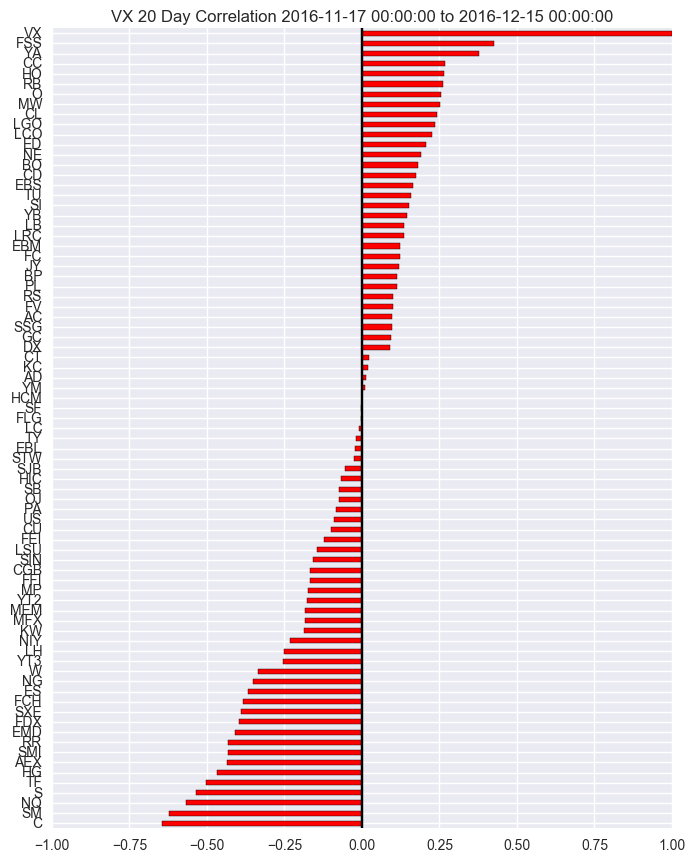 VX 20 Day Correlation 2016-11-17 00:00:00 to 2016-12-15 00:00:00
VX
FSS
YA
CC
HO
RB
O
MW
CL
LGO
LCO
ED
NE
BO
CD
EBS
TU
SI
YB
LB
LRC
EBM
FC
JY
BP
PL
RS
FV
AC
SSG
GC
DX
CT
KC
AD
YM
HCM
SF
FLG
LC
TY
EBL
STW
SJB
HIC
SB
OJ
PA
US
CU
FEI
LSU
SIN
CGB
FFI
MP
YT2
MEM
MFX
KW
NIY
LH
YT3
W
NG
ES
FCH
SXE
FDX
EMD
RR
SMI
AEX
HG
TF
S
NQ
SM
C
−1.00 −0.75 −0.50 −0.25 0.00 0.25 0.50 0.75 1.00